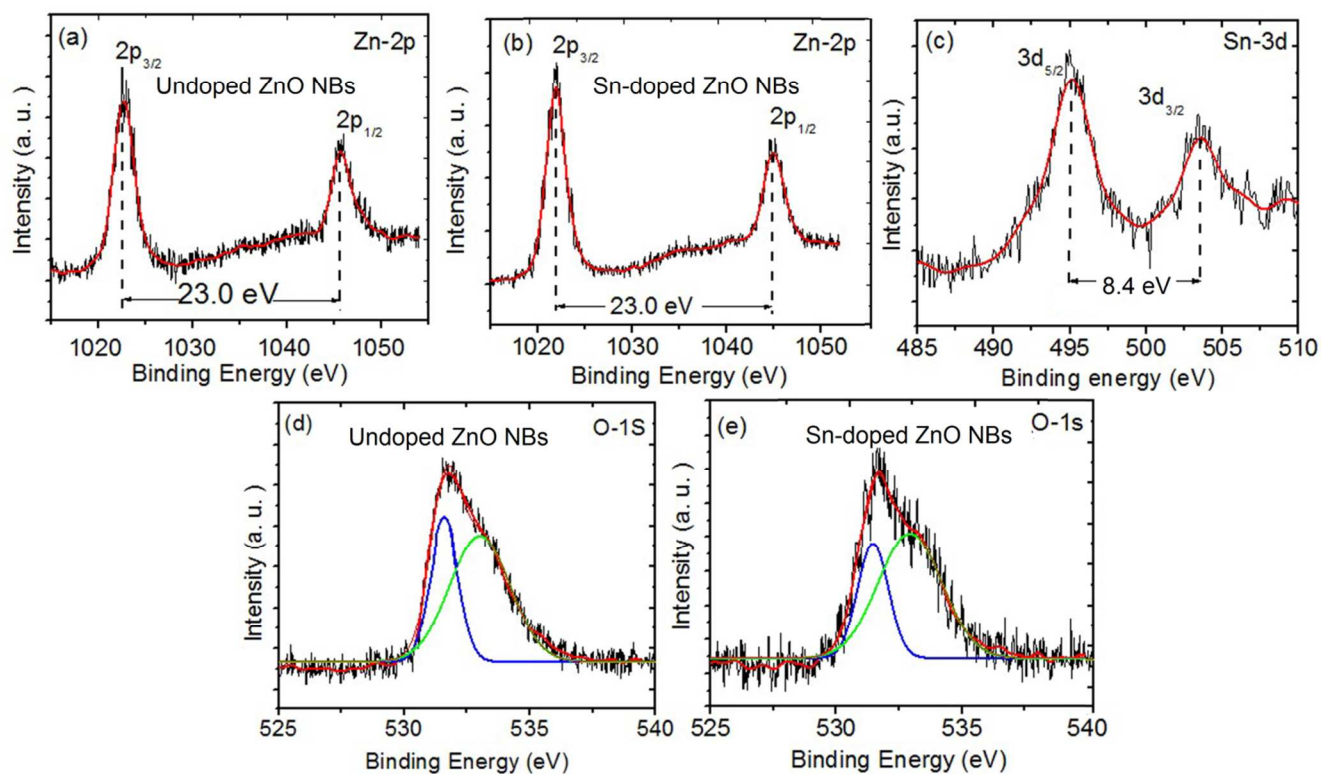 (a) Zn-2p
2p3/2
Undoped ZnO NBs
2p1/2
23.0 eV
Intensity (a. u. )
1020 1030 1040 1050
Binding Energy (eV)
(b) Zn-2p
2p3/2
Sn-doped ZnO NBs
2p1/2
23.0 eV
Intensity (a. u. )
1020 1030 1040 1050
Binding Energy (eV)
(c) Sn-3d
3d5/2
3d3/2
8.4 eV
Intensity (a.u.)
485 490 495 500 505 510
Binding energy (eV)
(d) O-1S
Undoped ZnO NBs
Intensity (a. u. )
525 530 535 540
Binding Energy (eV)
(e) O-1s
Sn-doped ZnO NBs
Intensity (a. u. )
525 530 535 540
Binding Energy (eV)